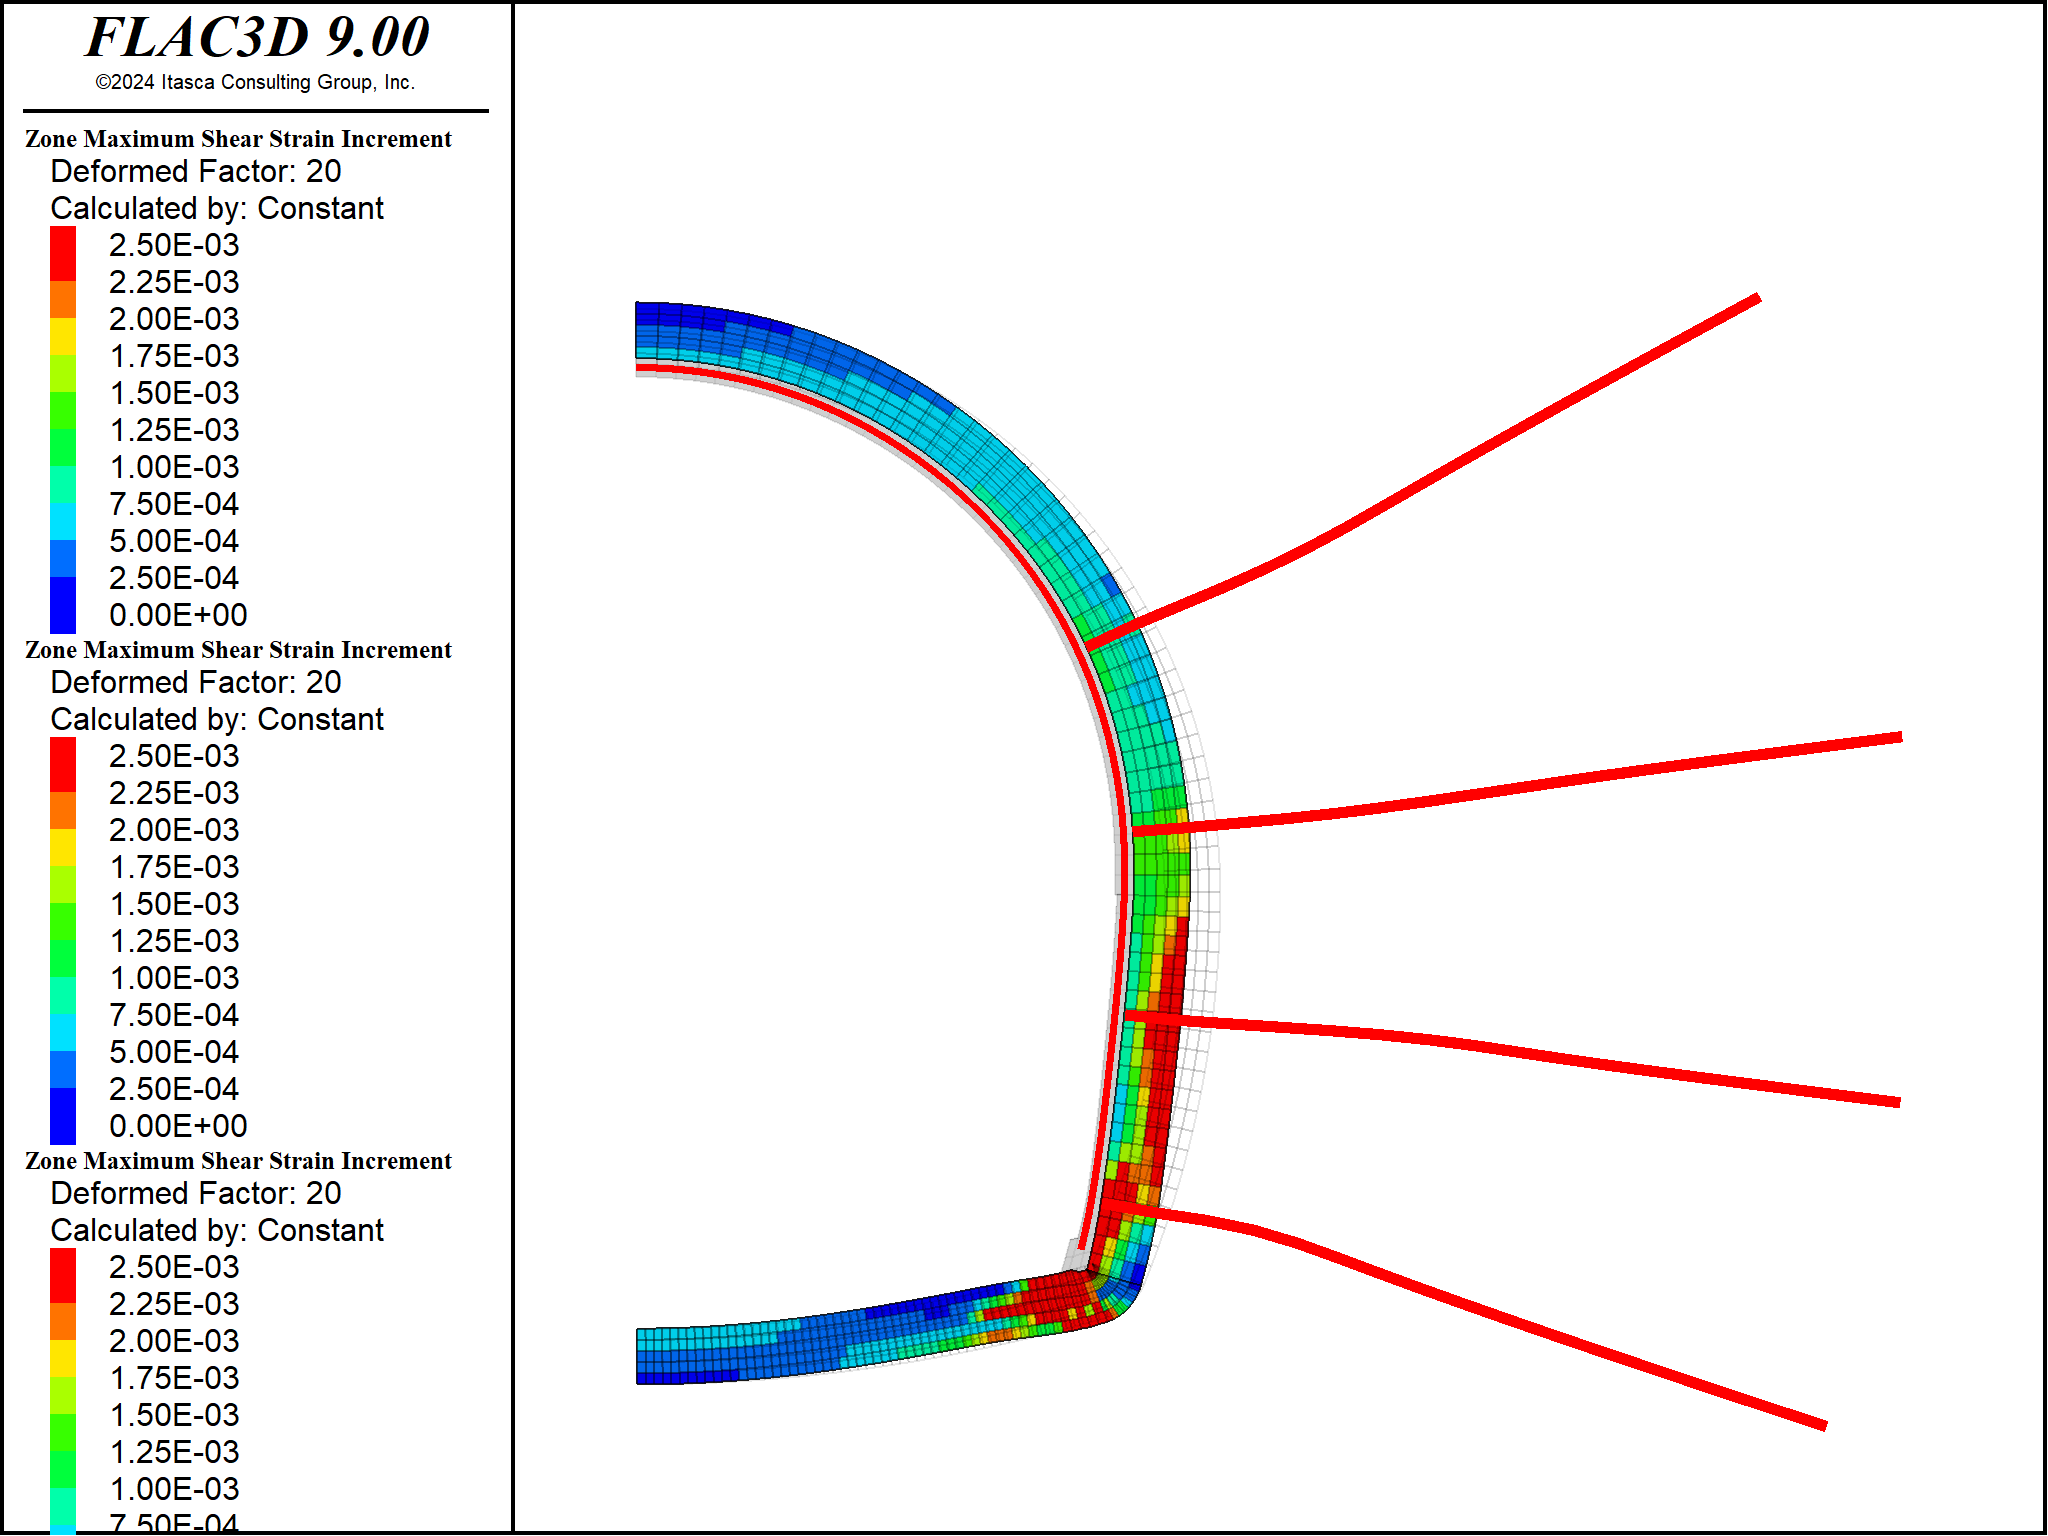 FLAC3D 9.00
©2024 Itasca Consulting Group, Inc.
Zone Maximum Shear Strain Increment
Deformed Factor: 20
Calculated by: Constant
2.50E-03
2.25E-03
2.00E-03
1.75E-03
1.50E-03
1.25E-03
1.00E-03
7.50E-04
5.00E-04
2.50E-04
0.00E+00
Zone Maximum Shear Strain Increment
Deformed Factor: 20
Calculated by: Constant
2.50E-03
2.25E-03
2.00E-03
1.75E-03
1.50E-03
1.25E-03
1.00E-03
7.50E-04
5.00E-04
2.50E-04
0.00E+00
Zone Maximum Shear Strain Increment
Deformed Factor: 20
Calculated by: Constant
2.50E-03
2.25E-03
2.00E-03
1.75E-03
1.50E-03
1.25E-03
1.00E-03
7.50E-04